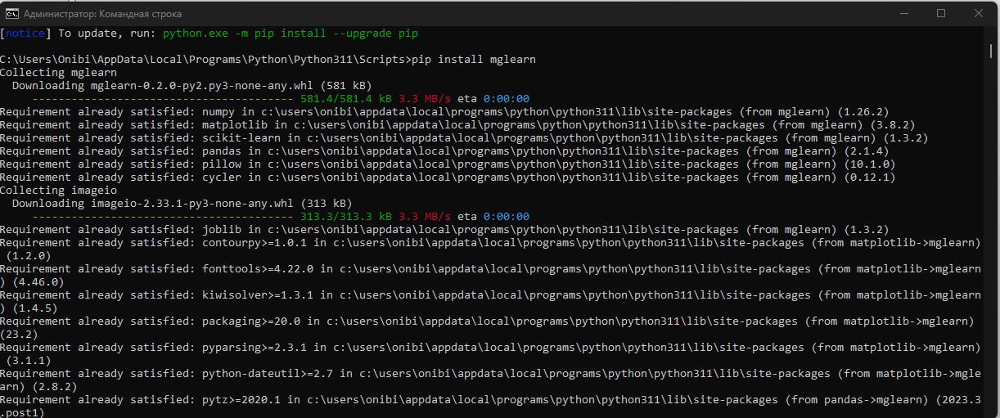 Администратор: Командная строка
[notice] To update, run: python.exe -m pip install --upgrade pip
C:\Users\Onibi\AppData\Local\Programs\Python\Python311\Scripts>pip install mglearn
Collecting mglearn
  Downloading mglearn-0.2.0-py2.py3-none-any.whl (581 kB)
     ---------------------------------------- 581.4/581.4 kB 3.3 MB/s eta 0:00:00
Requirement already satisfied: numpy in c:\users\onibi\appdata\local\programs\python\python311\lib\site-packages (from mglearn) (1.26.2)
Requirement already satisfied: matplotlib in c:\users\onibi\appdata\local\programs\python\python311\lib\site-packages (from mglearn) (3.8.2)
Requirement already satisfied: scikit-learn in c:\users\onibi\appdata\local\programs\python\python311\lib\site-packages (from mglearn) (1.3.2)
Requirement already satisfied: pandas in c:\users\onibi\appdata\local\programs\python\python311\lib\site-packages (from mglearn) (2.1.4)
Requirement already satisfied: pillow in c:\users\onibi\appdata\local\programs\python\python311\lib\site-packages (from mglearn) (10.1.0)
Requirement already satisfied: cycler in c:\users\onibi\appdata\local\programs\python\python311\lib\site-packages (from mglearn) (0.12.1)
Collecting imageio
  Downloading imageio-2.33.1-py3-none-any.whl (313 kB)
     ---------------------------------------- 313.3/313.3 kB 3.3 MB/s eta 0:00:00
Requirement already satisfied: joblib in c:\users\onibi\appdata\local\programs\python\python311\lib\site-packages (from mglearn) (1.3.2)
Requirement already satisfied: contourpy>=1.0.1 in c:\users\onibi\appdata\local\programs\python\python311\lib\site-packages (from matplotlib->mglearn)
 (1.2.0)
Requirement already satisfied: fonttools>=4.22.0 in c:\users\onibi\appdata\local\programs\python\python311\lib\site-packages (from matplotlib->mglearn
) (4.46.0)
Requirement already satisfied: kiwisolver>=1.3.1 in c:\users\onibi\appdata\local\programs\python\python311\lib\site-packages (from matplotlib->mglearn
) (1.4.5)
Requirement already satisfied: packaging>=20.0 in c:\users\onibi\appdata\local\programs\python\python311\lib\site-packages (from matplotlib->mglearn)
(23.2)
Requirement already satisfied: pyparsing>=2.3.1 in c:\users\onibi\appdata\local\programs\python\python311\lib\site-packages (from matplotlib->mglearn)
 (3.1.1)
Requirement already satisfied: python-dateutil>=2.7 in c:\users\onibi\appdata\local\programs\python\python311\lib\site-packages (from matplotlib->mgle
arn) (2.8.2)
Requirement already satisfied: pytz>=2020.1 in c:\users\onibi\appdata\local\programs\python\python311\lib\site-packages (from pandas->mglearn) (2023.3
.post1)